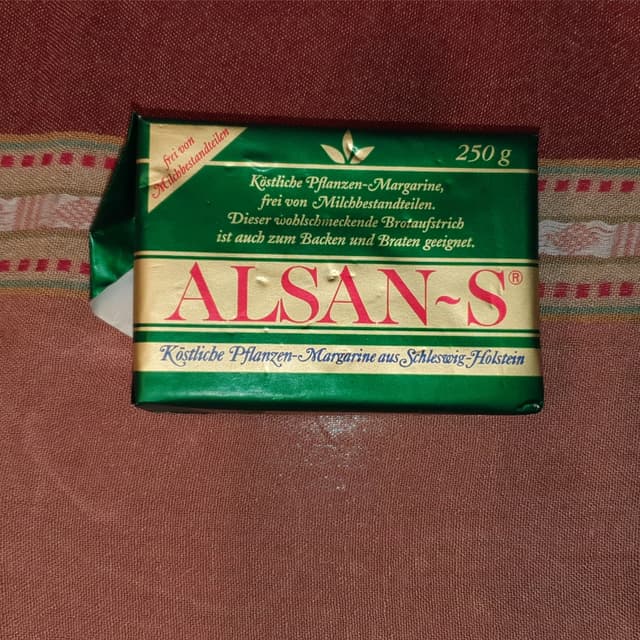 frei von
Milchbestandteilen
250 g
Köstliche Pflanzen-Margarine,
frei von Milchbestandteilen.
Dieser wohlschmeckende Brotaufstrich
ist auch zum Backen und Braten geeignet.
ALSAN-S®
Köstliche Pflanzen-Margarine aus Schleswig-Holstein